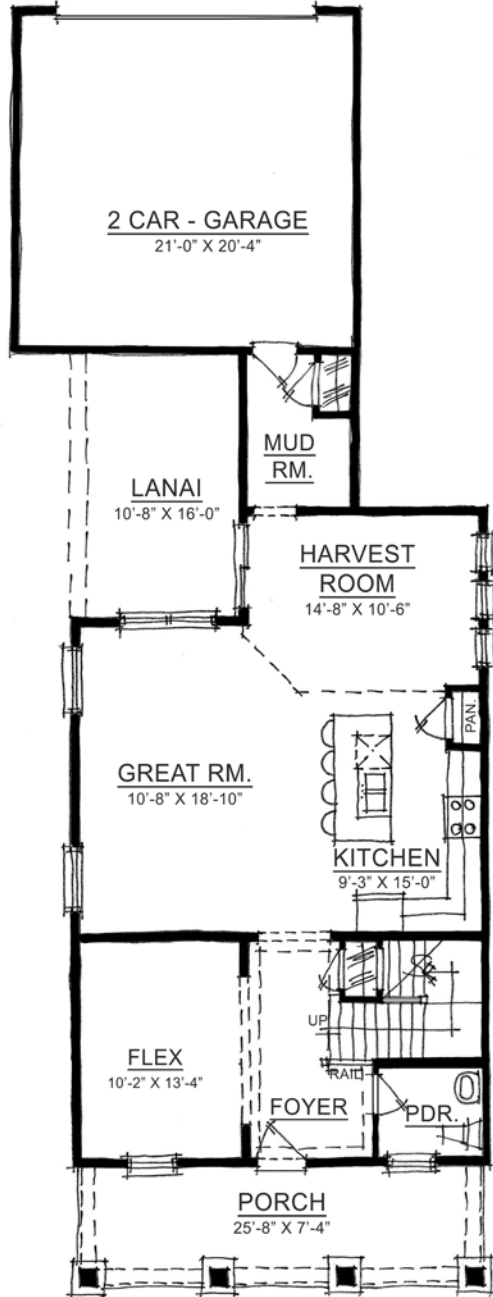 2 CAR - GARAGE
21'-0" X 20'-4"
MUD
RM.
LANAI
10'-8" X 16'-0"
HARVEST
ROOM
14'-8" X 10'-6"
PAN.
GREAT RM.
10'-8" X 18'-10"
KITCHEN
9'-3" X 15'-0"
UP
FLEX
10'-2" X 13'-4"
RAIL
FOYER
PDR.
PORCH
25'-8" X 7'-4"